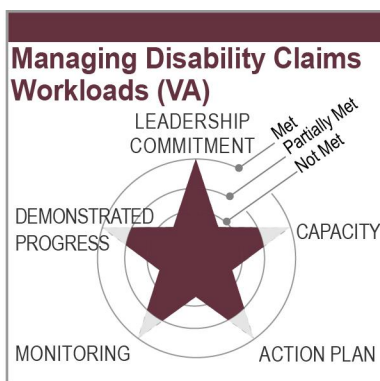 Managing Disability Claims
Workloads (VA)
LEADERSHIP
COMMITMENT
Met
Partially Met
Not Met
DEMONSTRATED
PROGRESS
CAPACITY
MONITORING
ACTION PLAN